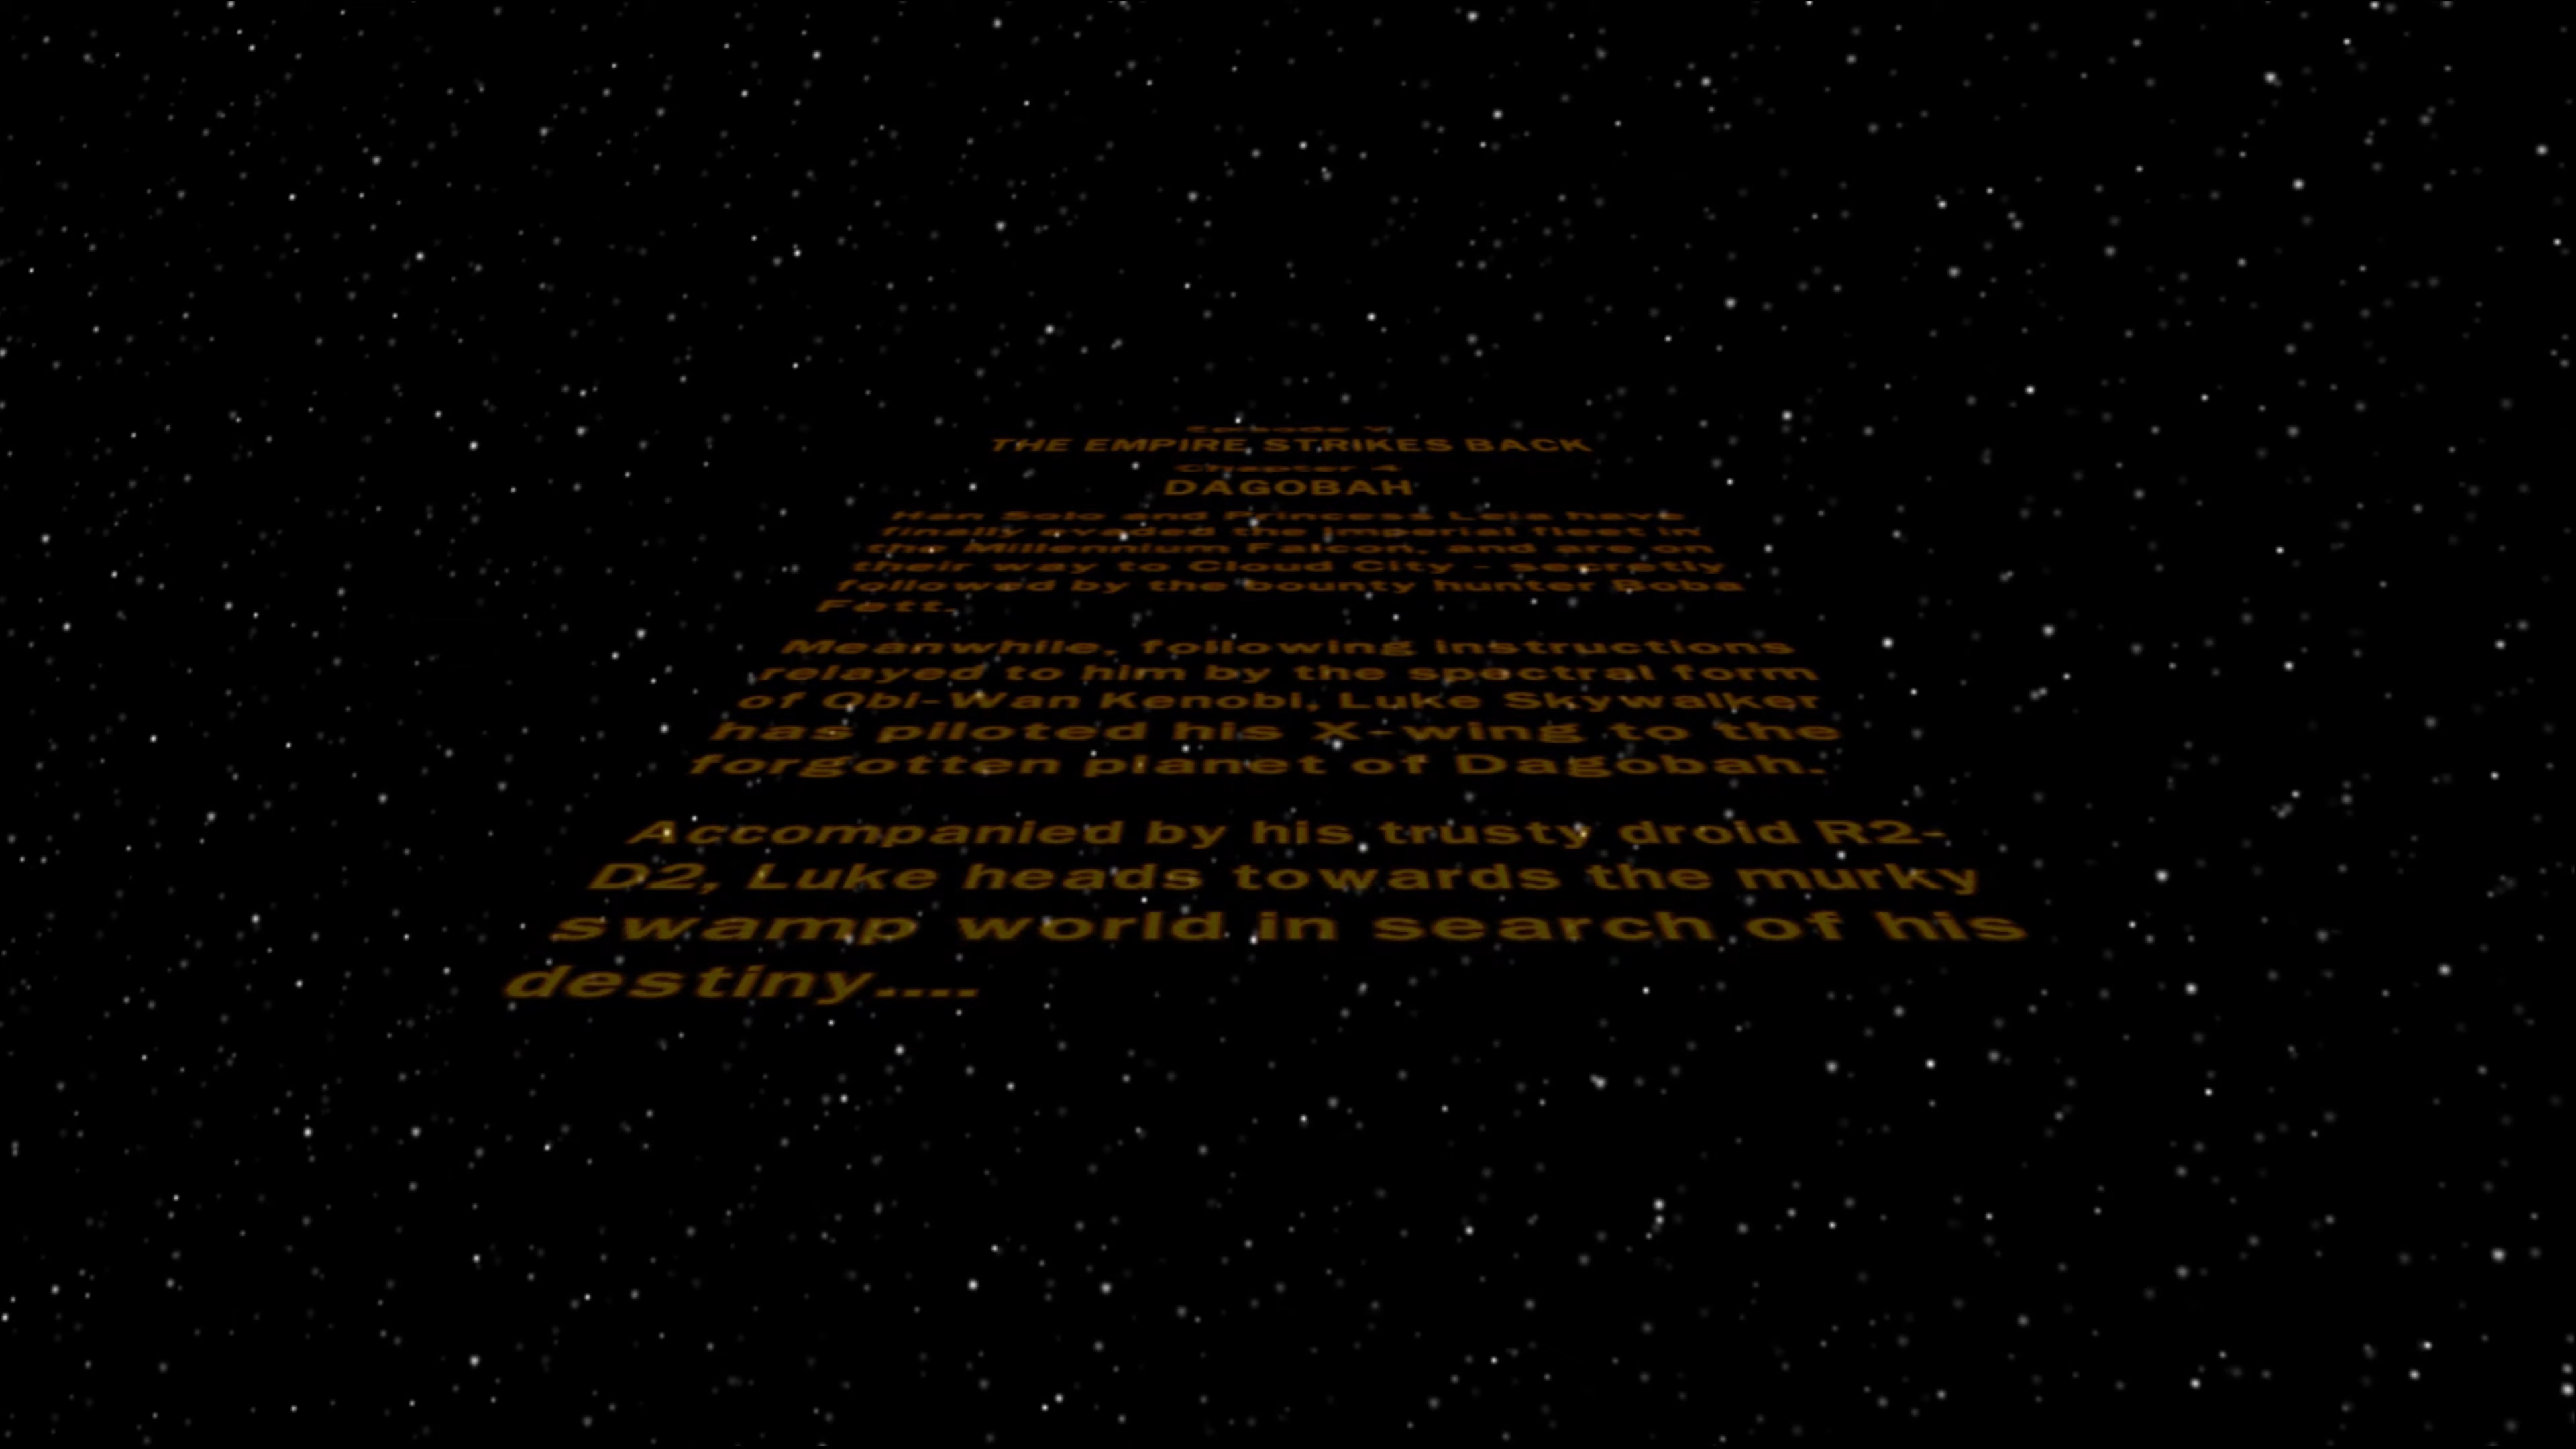 Episode V
THE EMPIRE STRIKES BACK
Chapter 4
DAGOBAH
Han Solo and Princess Leia have
finally evaded the Imperial fleet in
the Millennium Falcon, and are on
their way to Cloud City - secretly
followed by the bounty hunter Boba
Fett.
Meanwhile, following instructions
relayed to him by the spectral form
of Obi-Wan Kenobi, Luke Skywalker
has piloted his X-wing to the
forgotten planet of Dagobah.
Accompanied by his trusty droid R2-
D2, Luke heads towards the murky
swamp world in search of his
destiny....